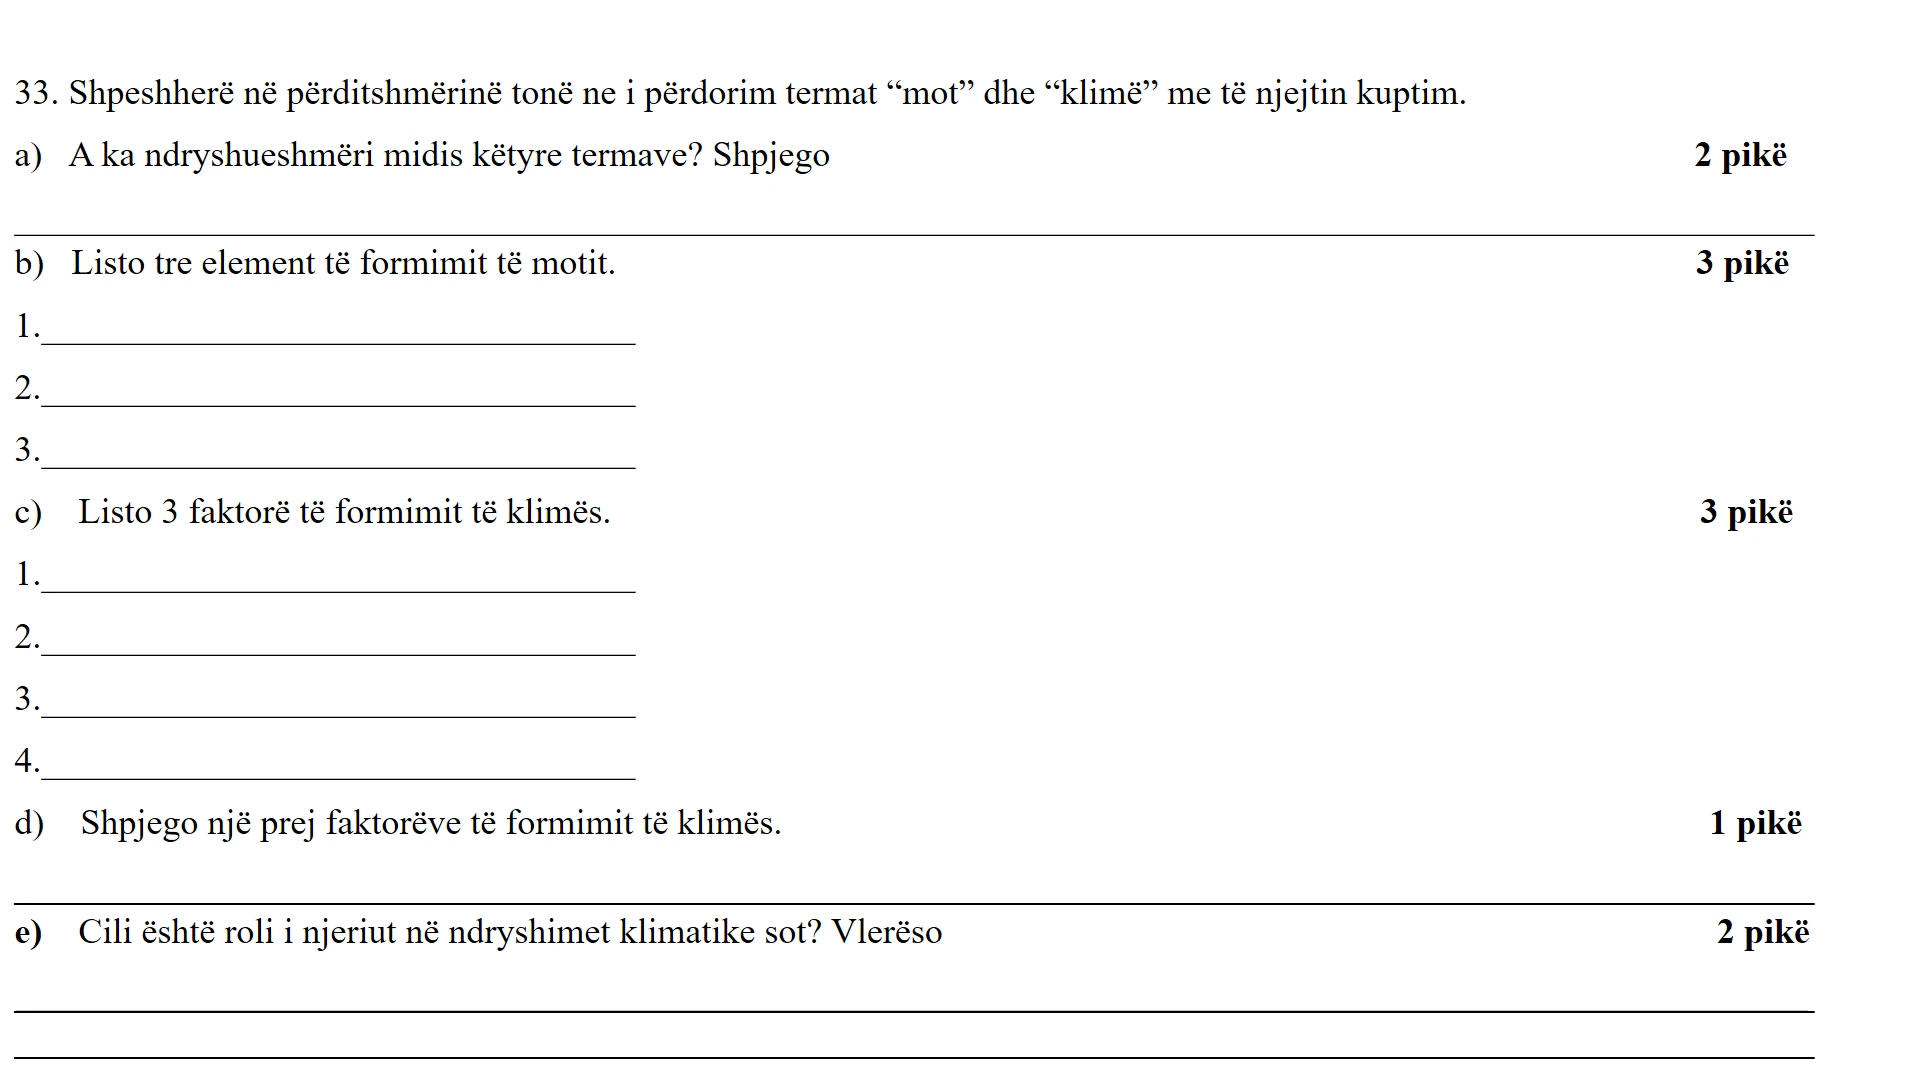 33. Shpeshherë në përditshmërinë tonë ne i përdorim termat “mot” dhe “klimë” me të njejtin kuptim.
a) A ka ndryshueshmëri midis këtyre termave? Shpjego 2 pikë
b) Listo tre element të formimit të motit. 3 pikë
1.
2.
3.
c) Listo 3 faktorë të formimit të klimës. 3 pikë
1.
2.
3.
4.
d) Shpjego një prej faktorëve të formimit të klimës. 1 pikë
e) Cili është roli i njeriut në ndryshimet klimatike sot? Vlerëso 2 pikë